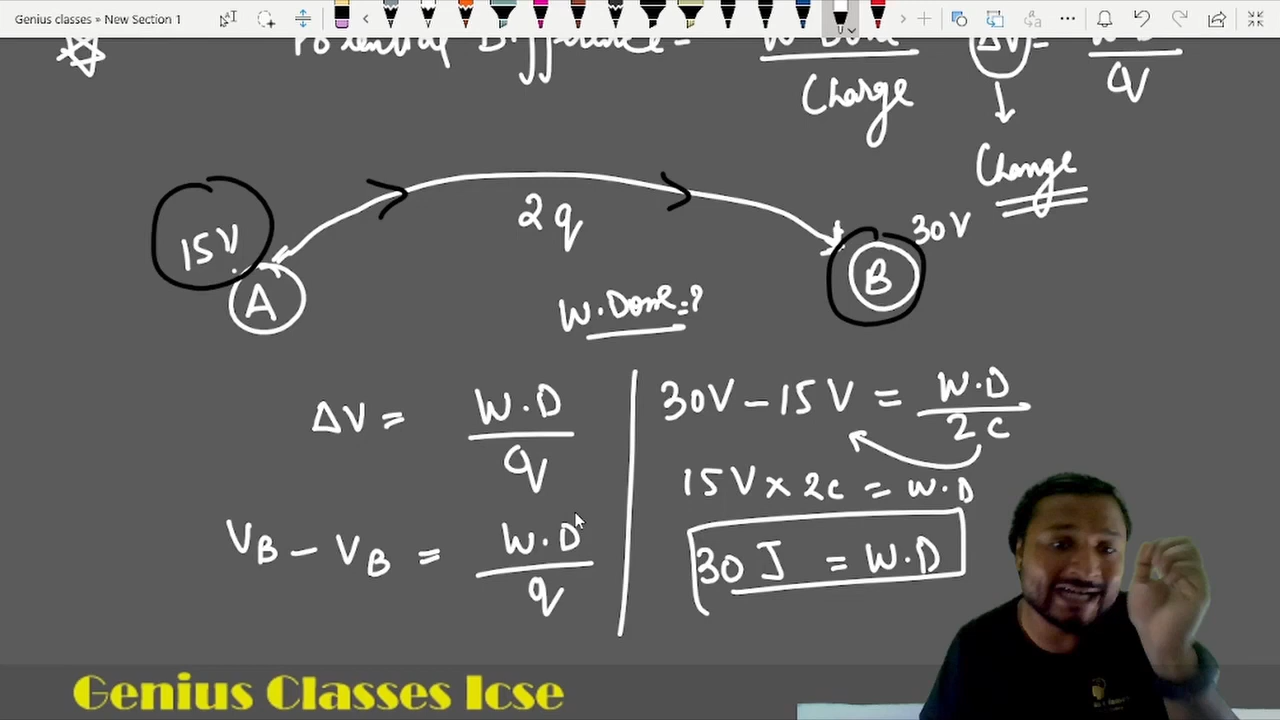 Genius classes » New Section 1
Potential Difference = W. Done ΔV = W.D
Charge Q
Change
15V
2q
30V
A
B
W.Done=?
ΔV = W.D
Q
30V – 15V = W.D
2C
15V × 2C = W.D
VB – VB = W.D
q
30 J = W.D
Genius Classes Icse